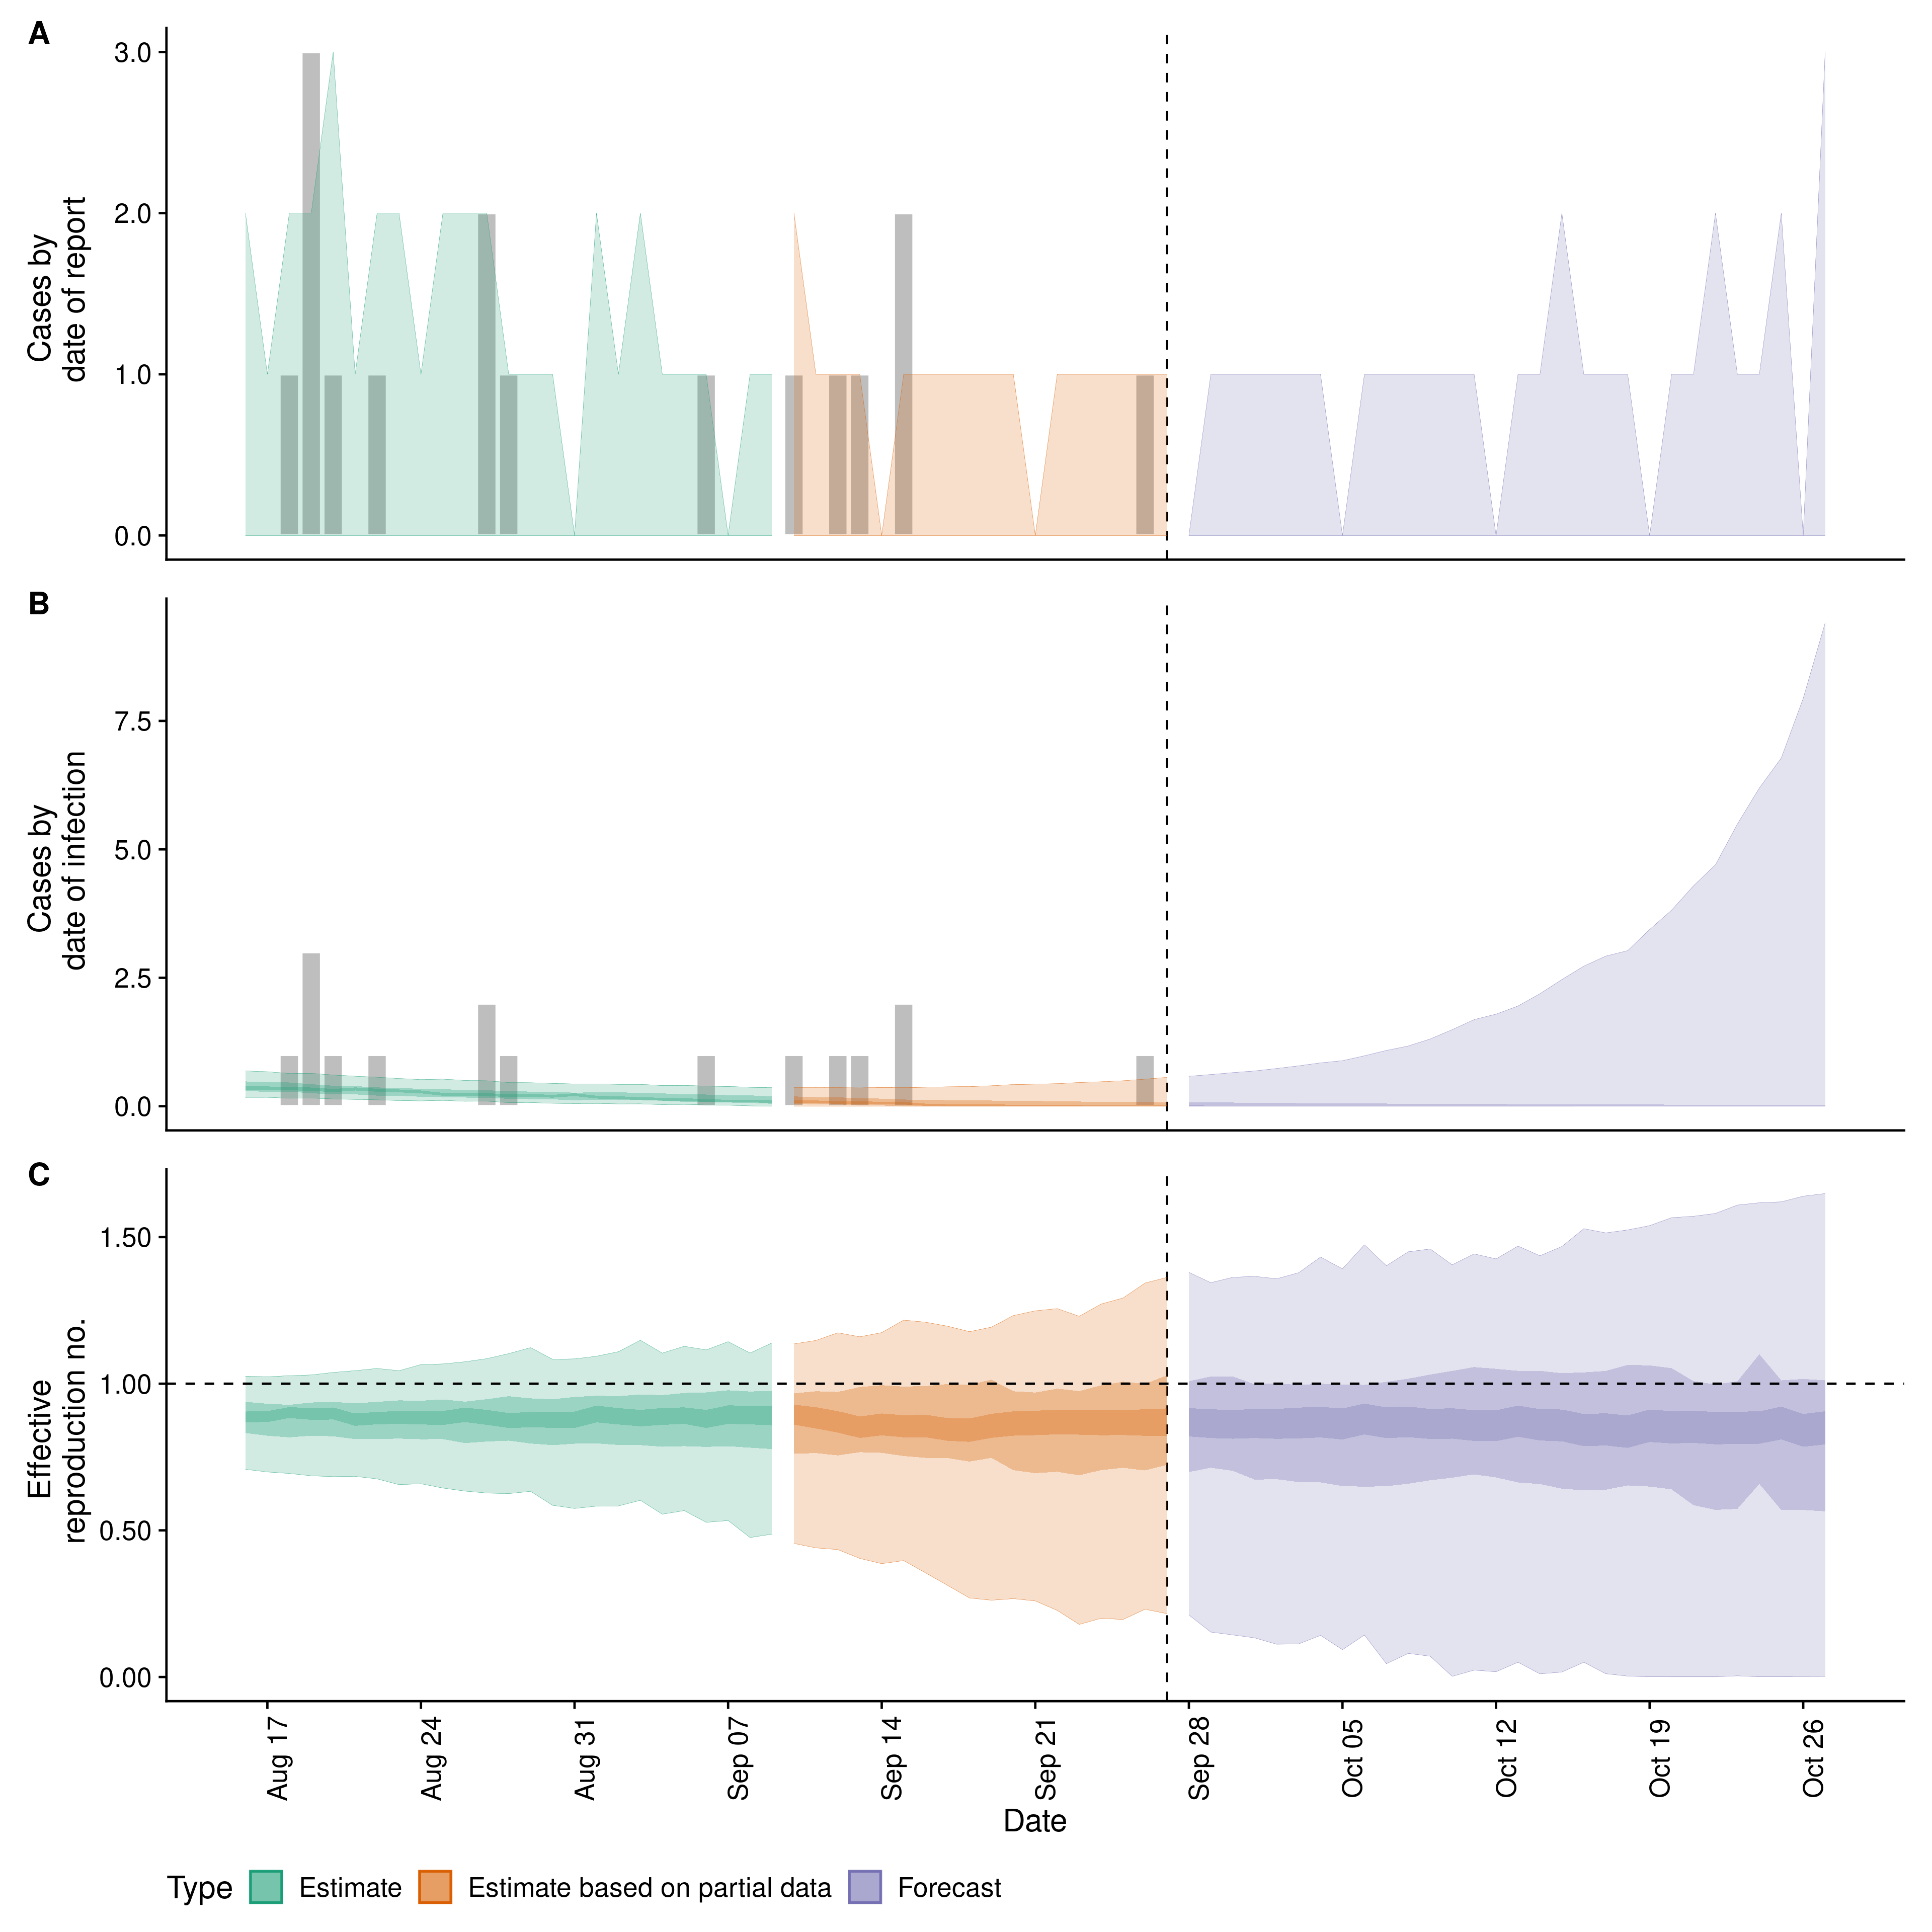 A
Cases by
date of report
3.0
2.0
1.0
0.0
B
Cases by
date of infection
7.5
5.0
2.5
0.0
C
Effective
reproduction no.
1.50
1.00
0.50
0.00
Aug 17
Aug 24
Aug 31
Sep 07
Sep 14
Sep 21
Sep 28
Oct 05
Oct 12
Oct 19
Oct 26
Date
Type Estimate Estimate based on partial data Forecast